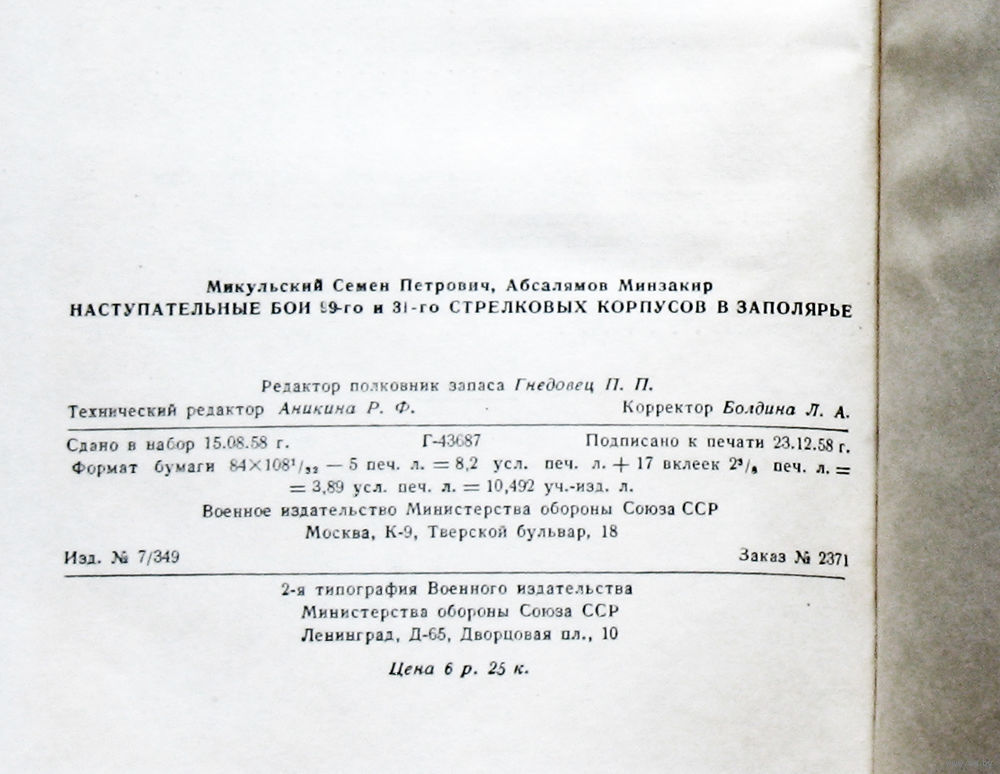 Микульский Семен Петрович, Абсалямов Минзакир
НАСТУПАТЕЛЬНЫЕ БОИ 99-го и 31-го СТРЕЛКОВЫХ КОРПУСОВ В ЗАПОЛЯРЬЕ
Редактор полковник запаса Гнедовец П. П.
Технический редактор Аникина Р. Ф. Корректор Болдина Л. А.
Сдано в набор 15.08.58 г. Г-43687 Подписано к печати 23.12.58 г.
Формат бумаги 84×108¹/₃₂ — 5 печ. л. = 8,2 усл. печ. л. + 17 вклеек 2³/₈ печ. л. =
= 3,89 усл. печ. л. = 10,492 уч.-изд. л.
Военное издательство Министерства обороны Союза ССР
Москва, К-9, Тверской бульвар, 18
Изд. № 7/349 Заказ № 2371
2-я типография Военного издательства
Министерства обороны Союза ССР
Ленинград, Д-65, Дворцовая пл., 10
Цена 6 р. 25 к.